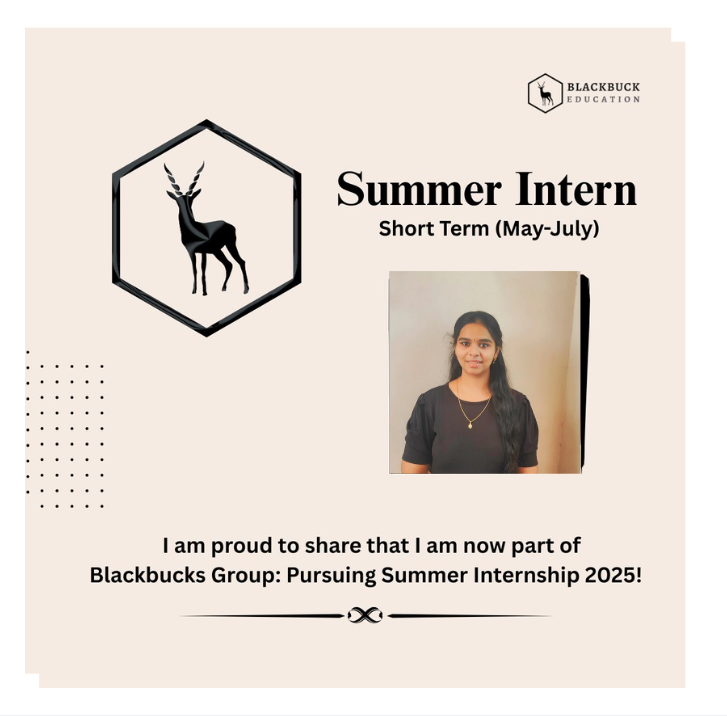 BLACKBUCK
EDUCATION
Summer Intern
Short Term (May-July)
I am proud to share that I am now part of
Blackbucks Group: Pursuing Summer Internship 2025!